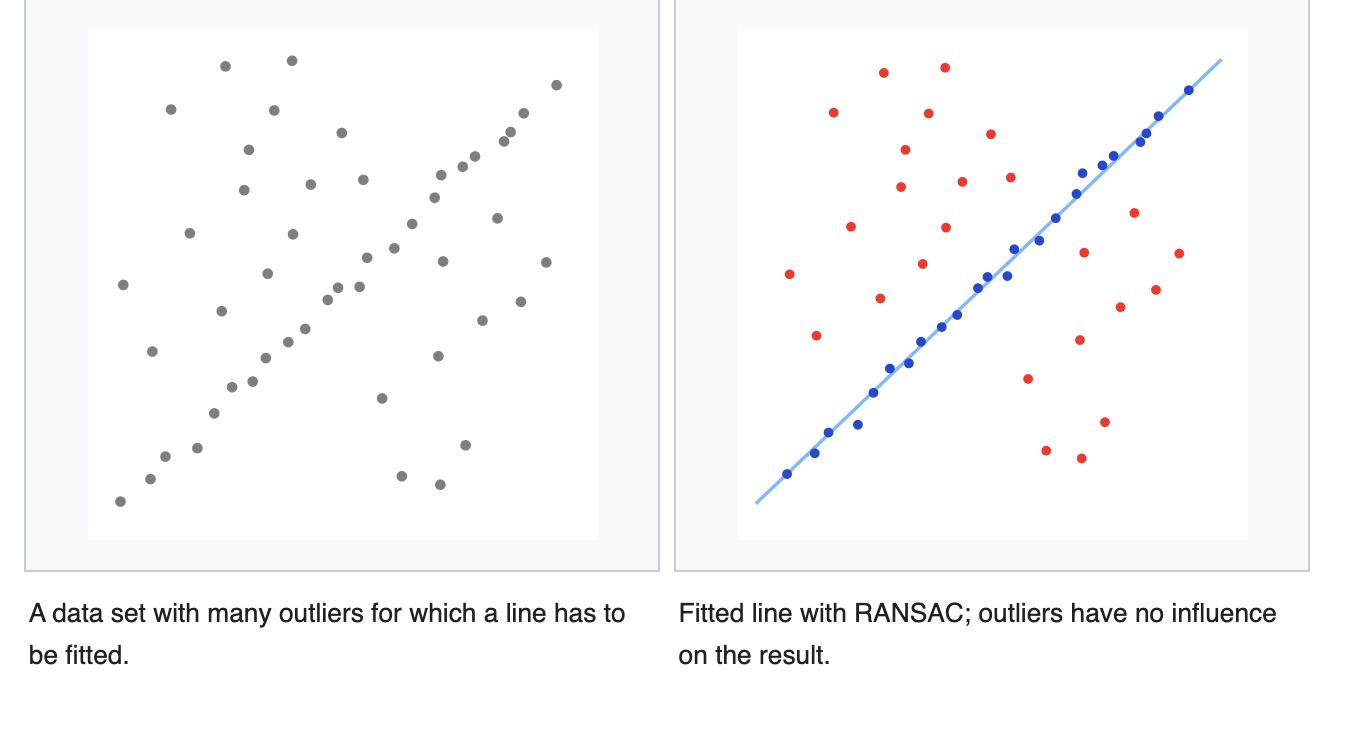 A data set with many outliers for which a line has to
be fitted.
Fitted line with RANSAC; outliers have no influence
on the result.